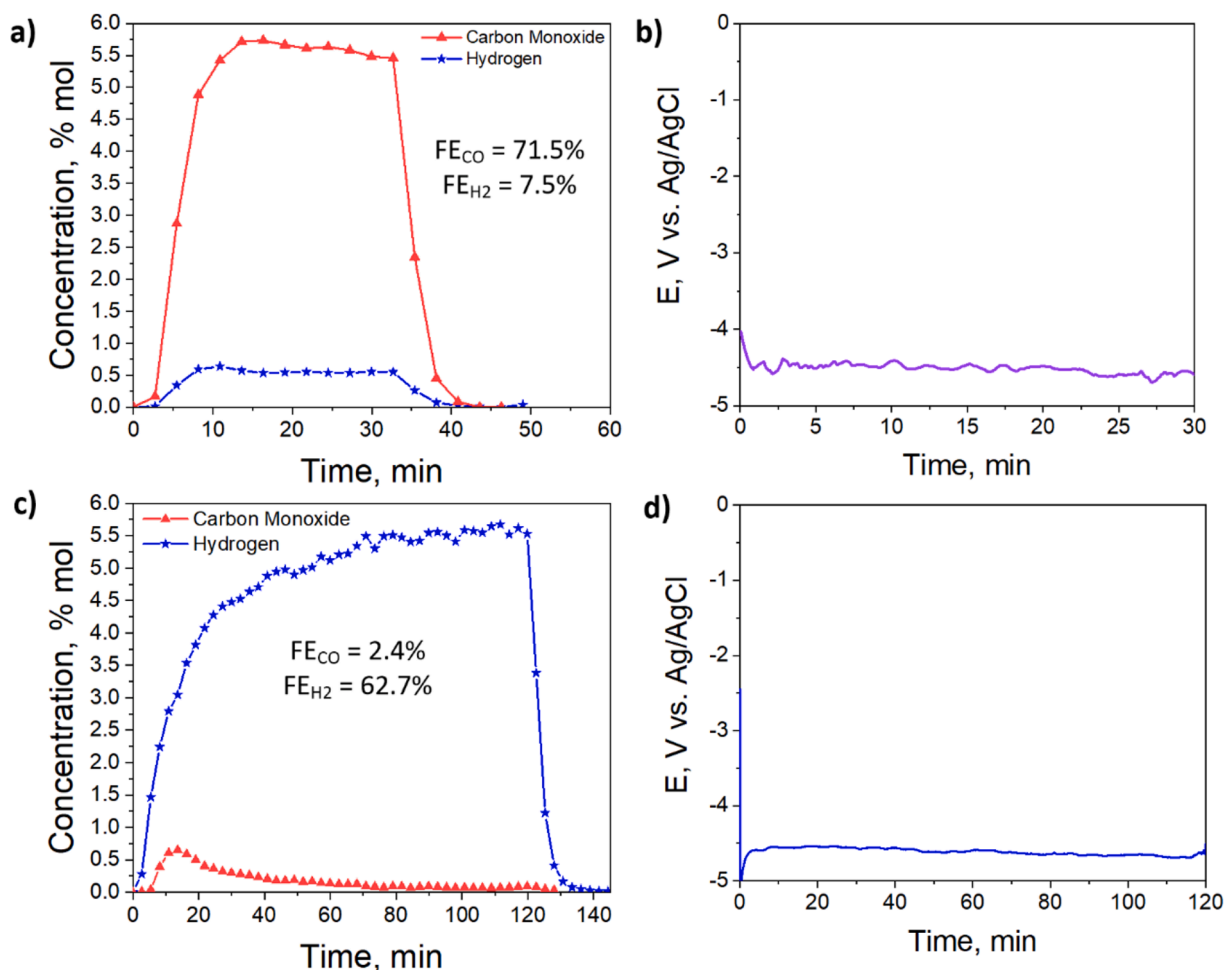 a)
Concentration, % mol
6.0
5.5
5.0
4.5
4.0
3.5
3.0
2.5
2.0
1.5
1.0
0.5
0.0
Carbon Monoxide
Hydrogen
FE_CO = 71.5%
FE_H2 = 7.5%
0 10 20 30 40 50 60
Time, min
b)
E, V vs. Ag/AgCl
0
-1
-2
-3
-4
-5
0 5 10 15 20 25 30
Time, min
c)
Concentration, % mol
6.0
5.5
5.0
4.5
4.0
3.5
3.0
2.5
2.0
1.5
1.0
0.5
0.0
Carbon Monoxide
Hydrogen
FE_CO = 2.4%
FE_H2 = 62.7%
0 20 40 60 80 100 120 140
Time, min
d)
E, V vs. Ag/AgCl
0
-1
-2
-3
-4
-5
0 20 40 60 80 100 120
Time, min